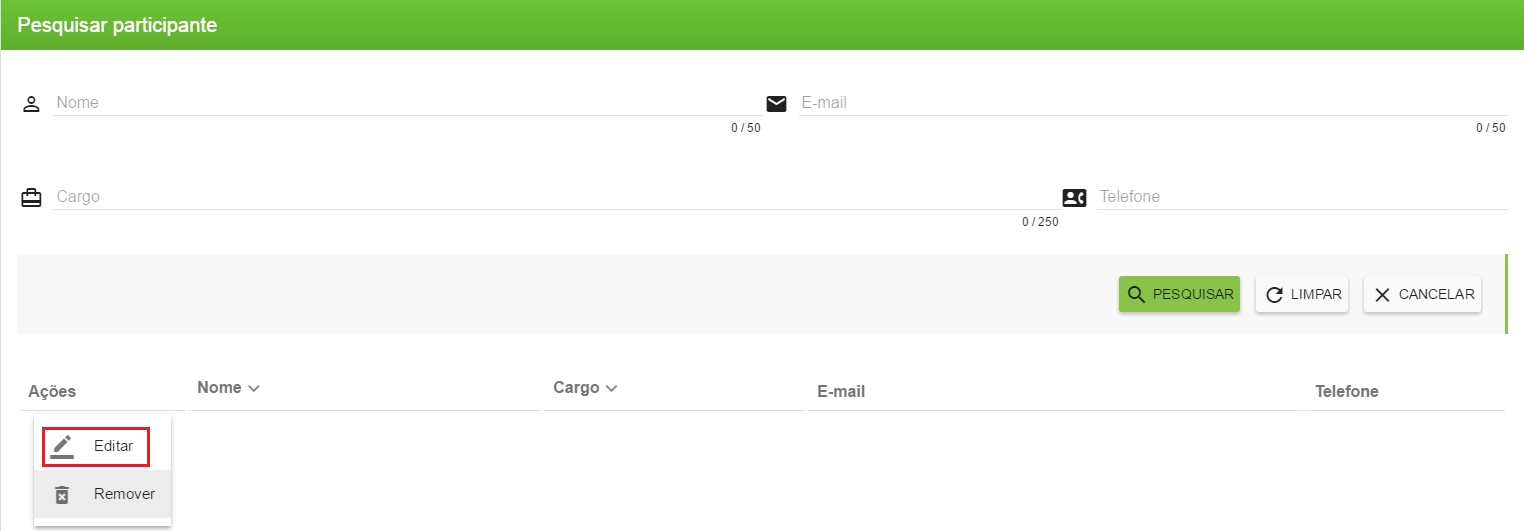 Pesquisar participante
Nome
E-mail
0 / 50
0 / 50
Cargo
Telefone
0 / 250
PESQUISAR
LIMPAR
CANCELAR
Ações
Nome
Cargo
E-mail
Telefone
Editar
Remover